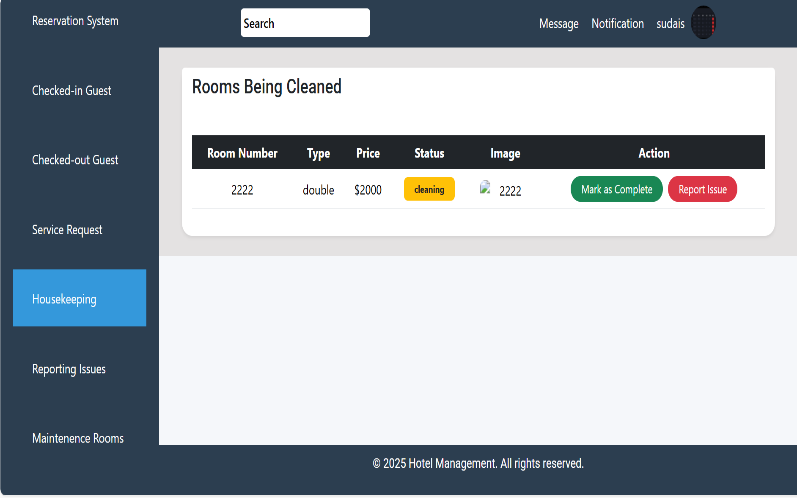 Reservation System
Search
Message Notification sudais
Checked-in Guest
Checked-out Guest
Service Request
Housekeeping
Reporting Issues
Maintenence Rooms
Rooms Being Cleaned
Room Number Type Price Status Image Action
2222 double $2000 cleaning 2222 Mark as Complete Report Issue
© 2025 Hotel Management. All rights reserved.